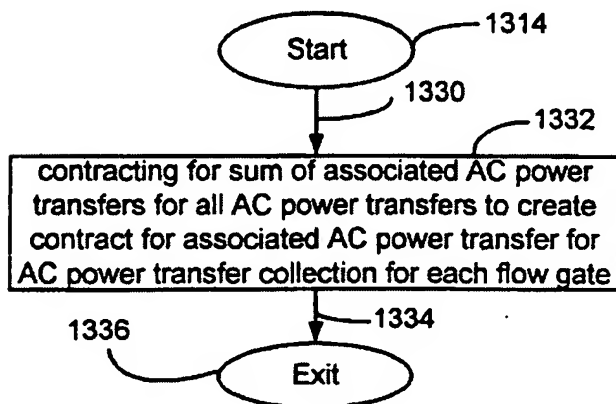 Start
1314
1330
1332
contracting for sum of associated AC power
transfers for all AC power transfers to create
contract for associated AC power transfer for
AC power transfer collection for each flow gate
1334
1336
Exit